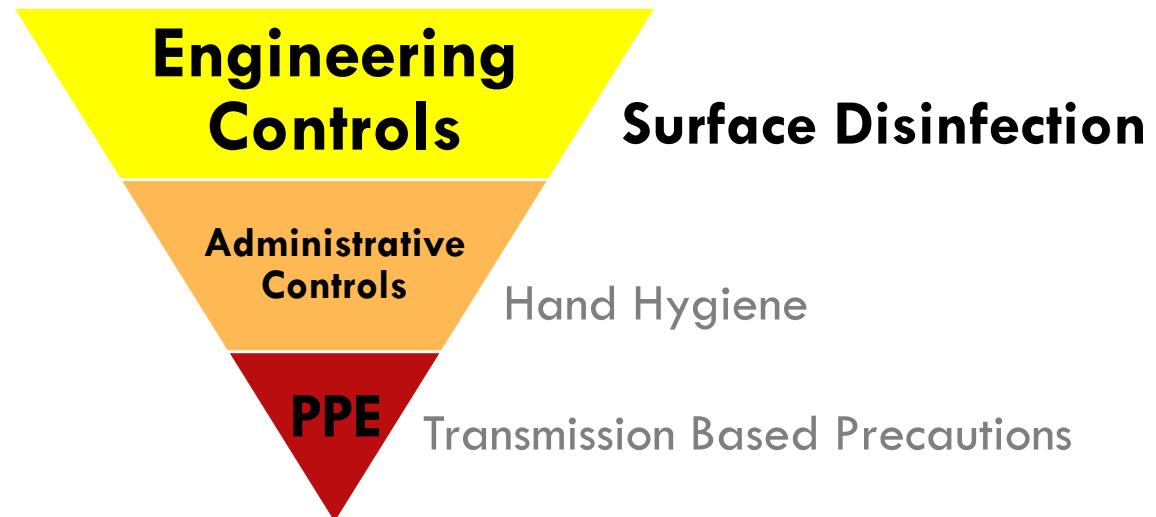 Engineering
Controls
Surface Disinfection
Administrative
Controls
Hand Hygiene
PPE
Transmission Based Precautions